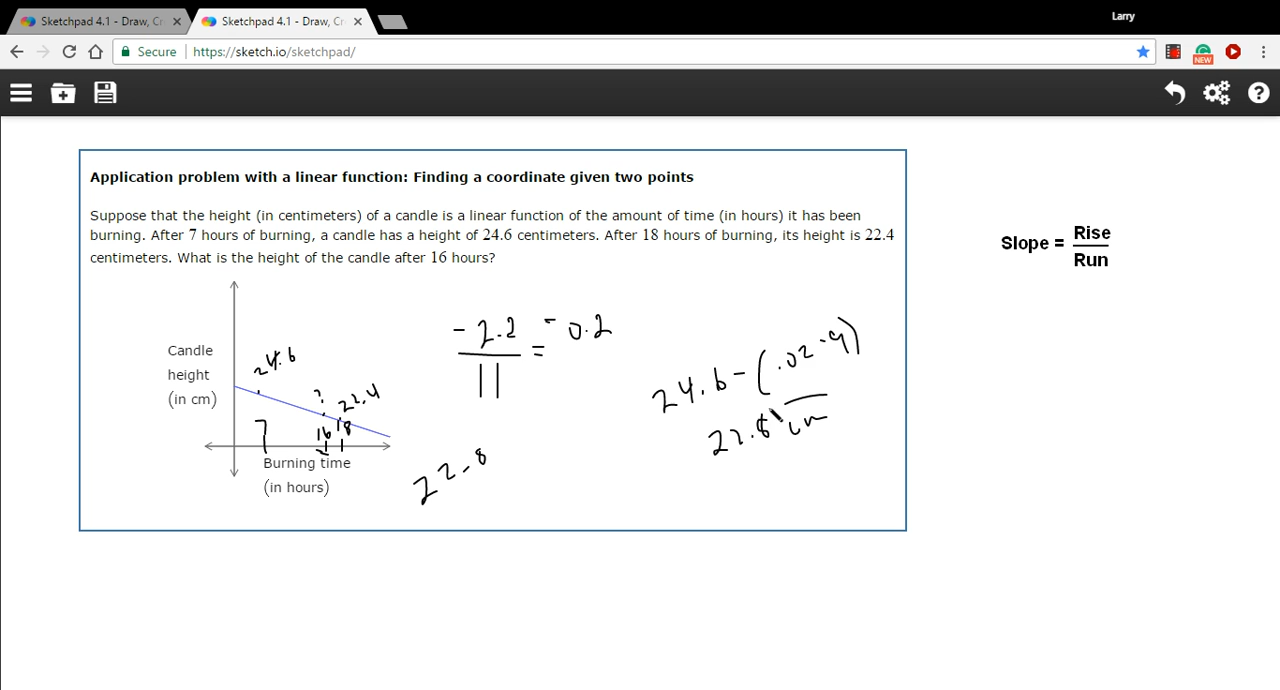 Larry
Sketchpad 4.1 - Draw, Cr
Sketchpad 4.1 - Draw, Cr
Secure
https://sketch.io/sketchpad/
NEW
Application problem with a linear function: Finding a coordinate given two points
Suppose that the height (in centimeters) of a candle is a linear function of the amount of time (in hours) it has been
burning. After 7 hours of burning, a candle has a height of 24.6 centimeters. After 18 hours of burning, its height is 22.4
centimeters. What is the height of the candle after 16 hours?
Slope = Rise
Run
Candle
height
(in cm)
24.6
? 22.4
7 16 18
Burning time
(in hours)
-2.2 = -0.2
11
22.8
24.6-(.02.9)
22.8 cm